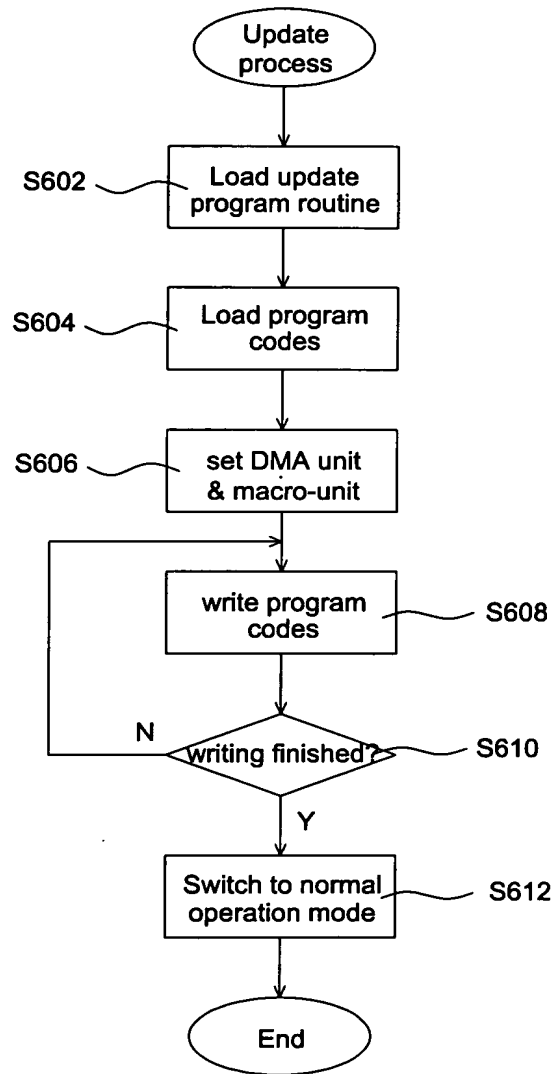 Update
process
S602
Load update
program routine
S604
Load program
codes
S606
set DMA unit
& macro-unit
write program
codes
S608
N
writing finished?
S610
Y
Switch to normal
operation mode
S612
End